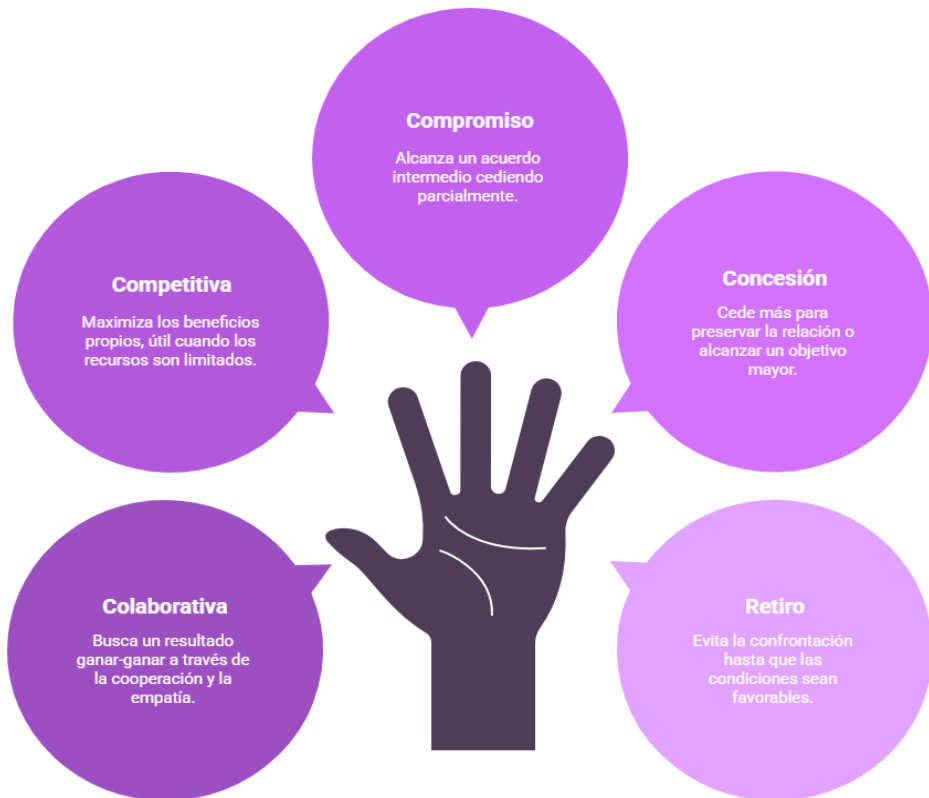 Compromiso
Alcanza un acuerdo
intermedio cediendo
parcialmente.
Competitiva
Maximiza los beneficios
propios, útil cuando los
recursos son limitados.
Concesión
Cede más para
preservar la relación o
alcanzar un objetivo
mayor.
Colaborativa
Busca un resultado
ganar-ganar a través de
la cooperación y la
empatía.
Retiro
Evita la confrontación
hasta que las
condiciones sean
favorables.